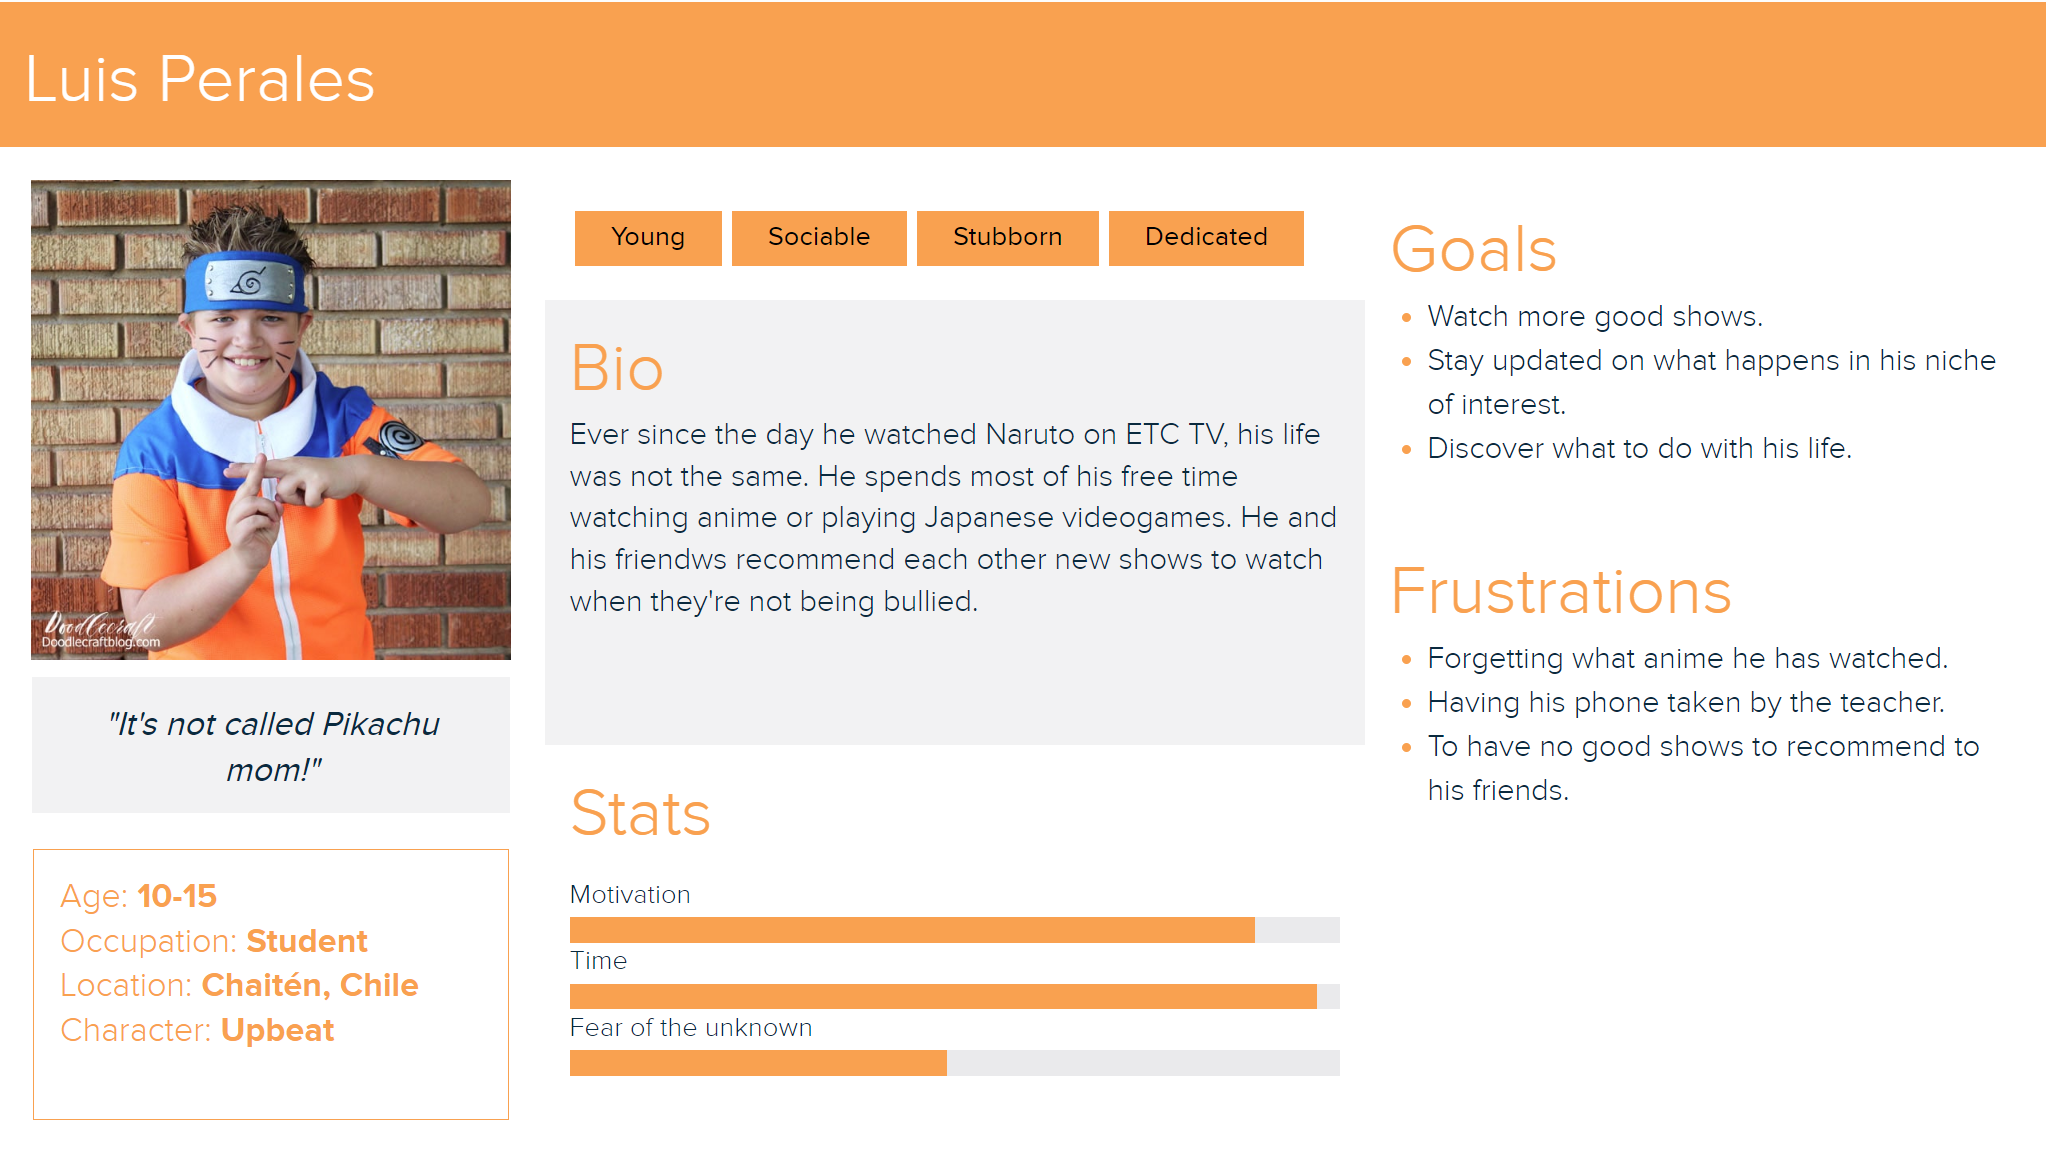 Luis Perales
Doodlecraft
Doodlecraftblog.com
"It's not called Pikachu
mom!"
Age: 10-15
Occupation: Student
Location: Chaitén, Chile
Character: Upbeat
Young
Sociable
Stubborn
Dedicated
Bio
Ever since the day he watched Naruto on ETC TV, his life
was not the same. He spends most of his free time
watching anime or playing Japanese videogames. He and
his friendws recommend each other new shows to watch
when they're not being bullied.
Stats
Motivation
Time
Fear of the unknown
Goals
Watch more good shows.
Stay updated on what happens in his niche
of interest.
Discover what to do with his life.
Frustrations
Forgetting what anime he has watched.
Having his phone taken by the teacher.
To have no good shows to recommend to
his friends.